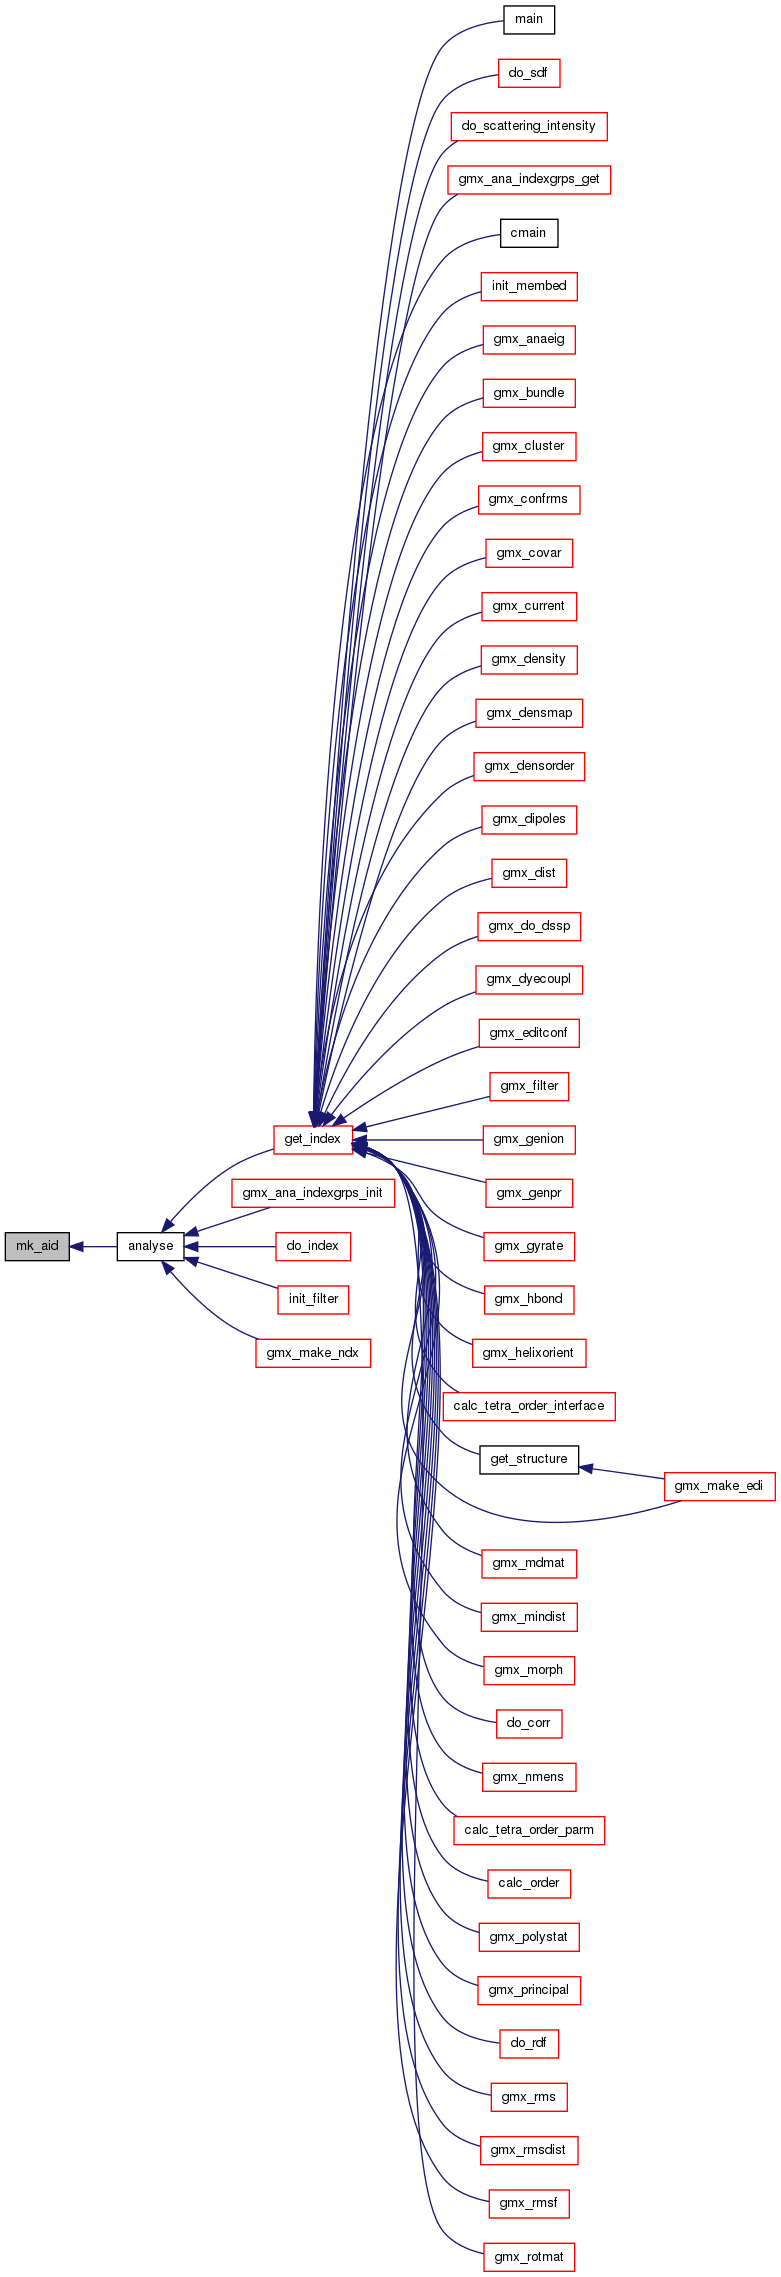 main
do_sdf
do_scattering_intensity
gmx_ana_indexgrps_get
cmain
init_membed
gmx_anaeig
gmx_bundle
gmx_cluster
gmx_confrms
gmx_covar
gmx_current
gmx_density
gmx_densmap
gmx_densorder
gmx_dipoles
gmx_dist
gmx_do_dssp
gmx_dyecoupl
gmx_editconf
gmx_filter
get_index
gmx_genion
gmx_ana_indexgrps_init
gmx_genpr
mk_aid
analyse
do_index
gmx_gyrate
init_filter
gmx_hbond
gmx_make_ndx
gmx_helixorient
calc_tetra_order_interface
get_structure
gmx_make_edi
gmx_mdmat
gmx_mindist
gmx_morph
do_corr
gmx_nmens
calc_tetra_order_parm
calc_order
gmx_polystat
gmx_principal
do_rdf
gmx_rms
gmx_rmsdist
gmx_rmsf
gmx_rotmat